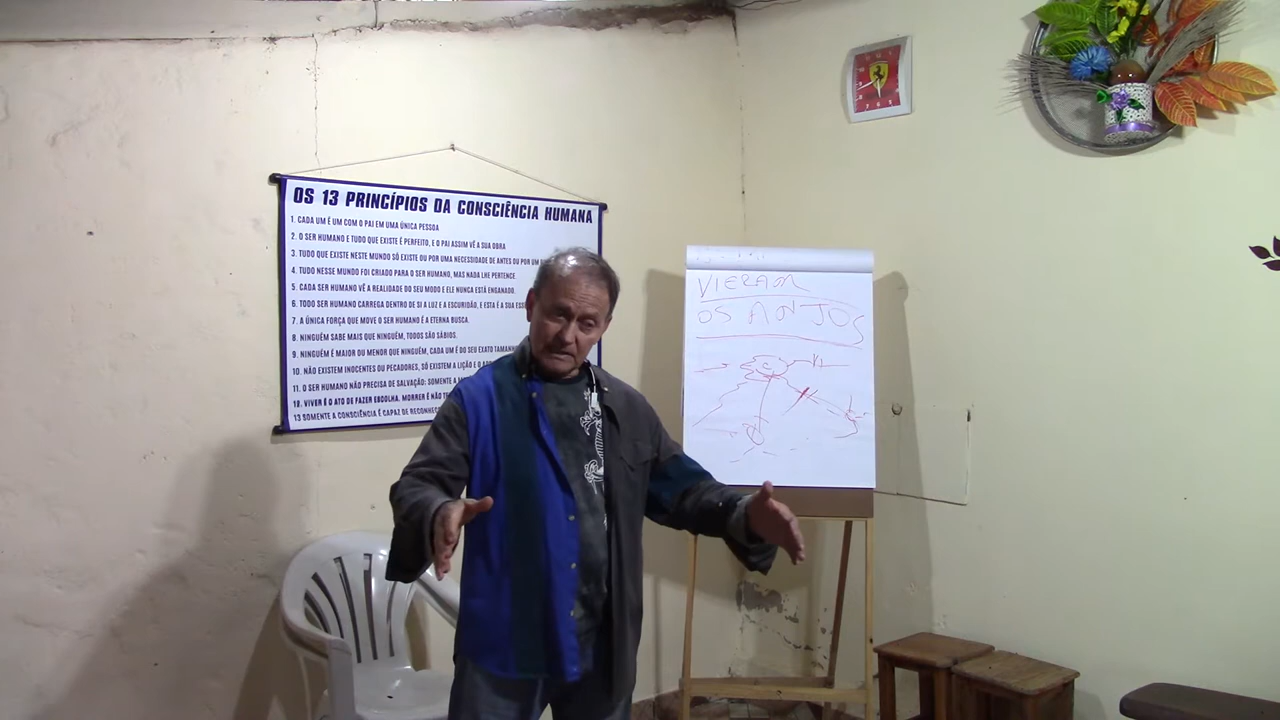 OS 13 PRINCÍPIOS DA CONSCIÊNCIA HUMANA
1. CADA UM É UM COM O PAI EM UMA ÚNICA PESSOA
2. O SER HUMANO E TUDO QUE EXISTE É PERFEITO, E O PAI ASSIM VÊ A SUA OBRA
3. TUDO QUE EXISTE NESTE MUNDO SÓ EXISTE OU POR UMA NECESSIDADE DE ANTES OU POR UM
4. TUDO NESSE MUNDO FOI CRIADO PARA O SER HUMANO, MAS NADA LHE PERTENCE.
5. CADA SER HUMANO VÊ A REALIDADE DO SEU MODO E ELE NUNCA ESTÁ ENGANADO.
6. TODO SER HUMANO CARREGA DENTRO DE SI A LUZ E A ESCURIDÃO, E ESTA É A SUA
7. A ÚNICA FORÇA QUE MOVE O SER HUMANO É A ETERNA BUSCA.
8. NINGUÉM SABE MAIS QUE NINGUÉM, TODOS SÃO SÁBIOS.
9. NINGUÉM É MAIOR OU MENOR QUE NINGUÉM, CADA UM É DO SEU EXATO TAMANHO
10. NÃO EXISTEM INOCENTES OU PECADORES, SÓ EXISTEM A LIÇÃO E O
11. O SER HUMANO NÃO PRECISA DE SALVAÇÃO: SOMENTE A
12. VIVER É O ATO DE FAZER ESCOLHA. MORRER É NÃO
13 SOMENTE A CONSCIÊNCIA É CAPAZ DE
VIERAM
OS ANJOS